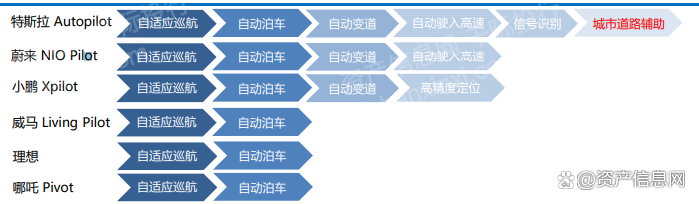 特斯拉 Autopilot 自适应巡航 自动泊车 自动变道 自动驶入高速 信号识别 城市道路辅助
蔚来 NIO Pilot 自适应巡航 自动泊车 自动变道 自动驶入高速
小鹏 Xpilot 自适应巡航 自动泊车 自动变道 高精度定位
威马 Living Pilot 自适应巡航 自动泊车
理想 自适应巡航 自动泊车
哪吒 Pivot 自适应巡航 自动泊车
@资产信息网